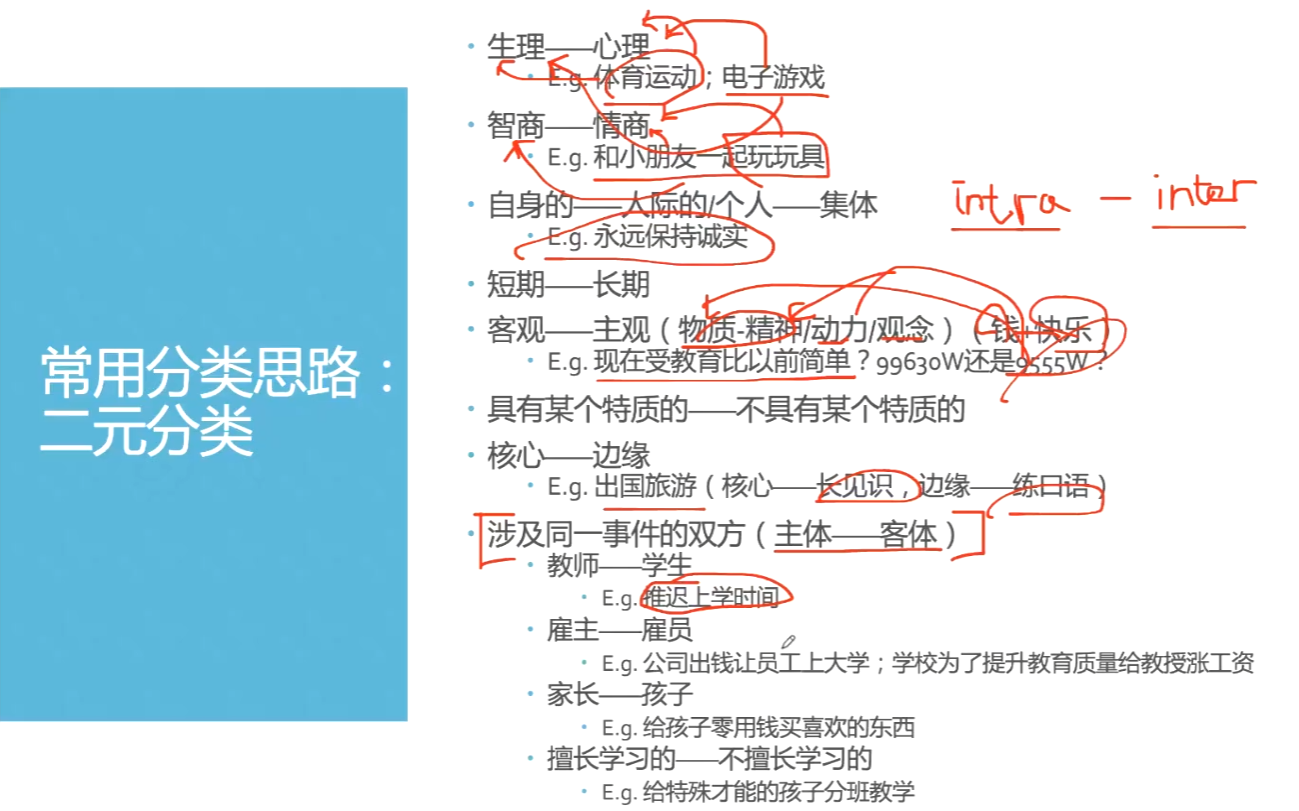 常用分类思路：
二元分类
• 生理——心理
• E.g. 体育运动；电子游戏
• 智商——情商
• E.g. 和小朋友一起玩玩具
• 自身的——人际的/个人——集体
• E.g. 永远保持诚实
intra - inter
• 短期——长期
• 客观——主观（物质-精神/动力/观念）（钱+快乐）
• E.g. 现在受教育比以前简单？99630W还是9555W？
• 具有某个特质的——不具有某个特质的
• 核心——边缘
• E.g. 出国旅游（核心——长见识，边缘——练口语）
• 涉及同一事件的双方（主体——客体）
• 教师——学生
• E.g. 推迟上学时间
• 雇主——雇员
• E.g. 公司出钱让员工上大学；学校为了提升教育质量给教授涨工资
• 家长——孩子
• E.g. 给孩子零用钱买喜欢的东西
• 擅长学习的——不擅长学习的
• E.g. 给特殊才能的孩子分班教学